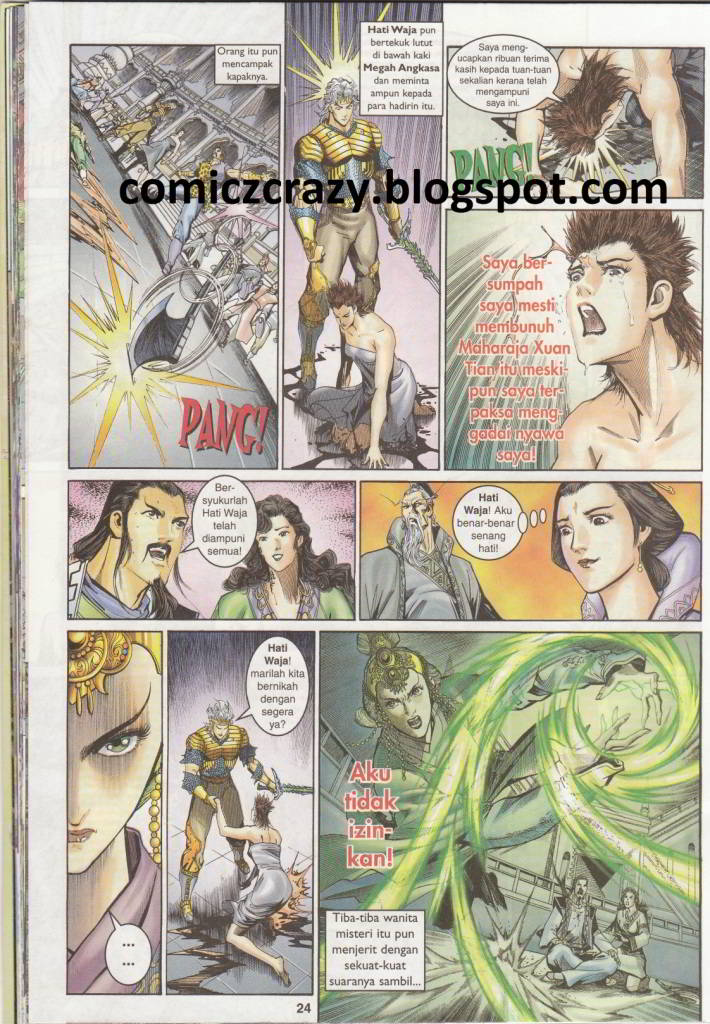 Orang itu pun
mencampak
kapaknya.
Hati Waja pun
bertekuk lutut
di bawah kaki
Megah Angkasa
dan meminta
ampun kepada
para hadirin itu.
Saya meng-
ucapkan ribuan terima
kasih kepada tuan-tuan
sekalian kerana telah
mengampuni
saya ini.
PANG!
comiczcrazy.blogspot.com
PANG!
Saya ber-
sumpah
saya mesti
membunuh
Maharaja Xuan
Tian itu meski-
pun saya ter-
paksa meng-
gadai nyawa
saya!
Ber-
syukurlah
Hati Waja
telah
diampuni
semua!
Hati
Waja! Aku
benar-benar
senang
hati!
...
...
Hati
Waja!
marilah kita
bernikah
dengan
segera
ya?
Aku
tidak
izin-
kan!
Tiba-tiba wanita
misteri itu pun
menjerit dengan
sekuat-kuat
suaranya sambil...
24